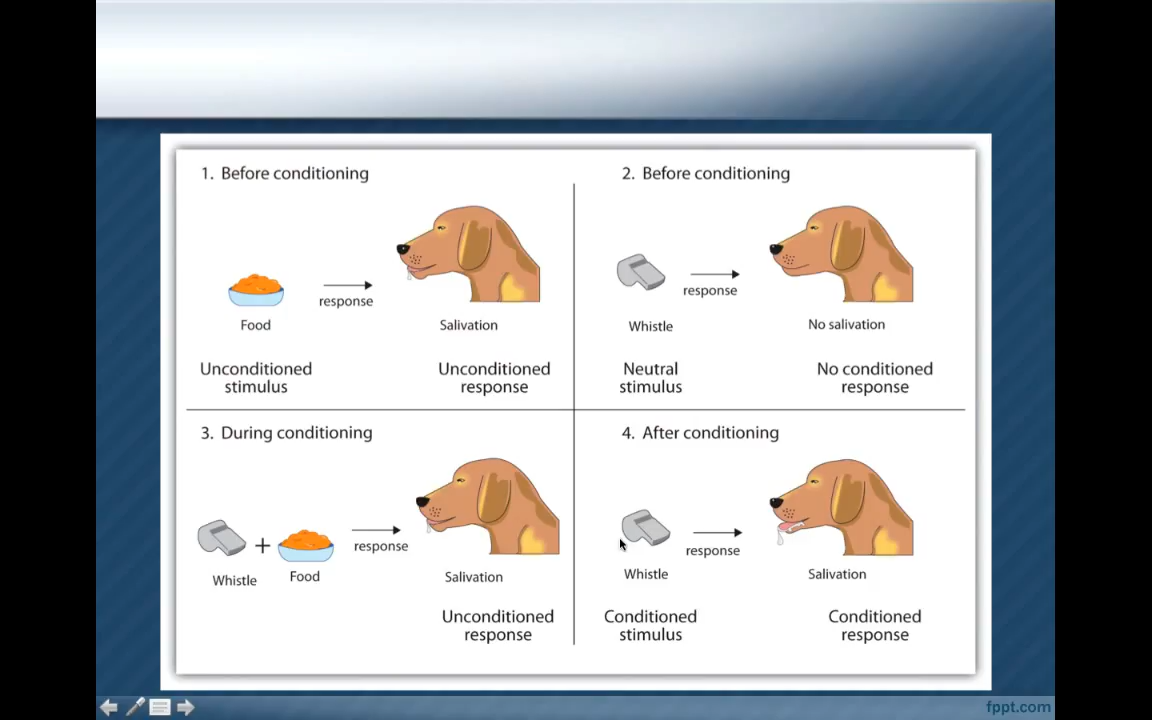 1. Before conditioning
response
Food
Salivation
Unconditioned
stimulus
Unconditioned
response
2. Before conditioning
response
Whistle
No salivation
Neutral
stimulus
No conditioned
response
3. During conditioning
+
response
Whistle
Food
Salivation
Unconditioned
response
4. After conditioning
response
Whistle
Salivation
Conditioned
stimulus
Conditioned
response
fppt.com